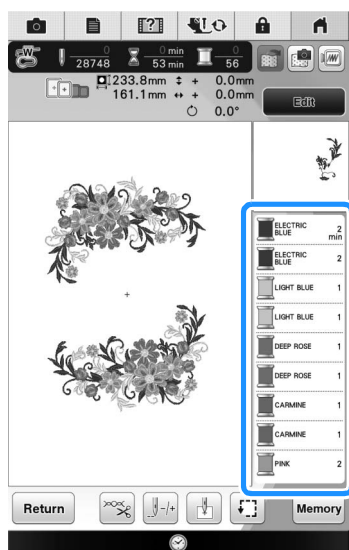 0
28748
0 min
53 min
0
56
233.8mm + 0.0mm
161.1mm + 0.0mm
0.0°
Edit
ELECTRIC BLUE 2 min
ELECTRIC BLUE 2
LIGHT BLUE 1
LIGHT BLUE 1
DEEP ROSE 1
DEEP ROSE 1
CARMINE 1
CARMINE 1
PINK 2
Return
-/+
Memory